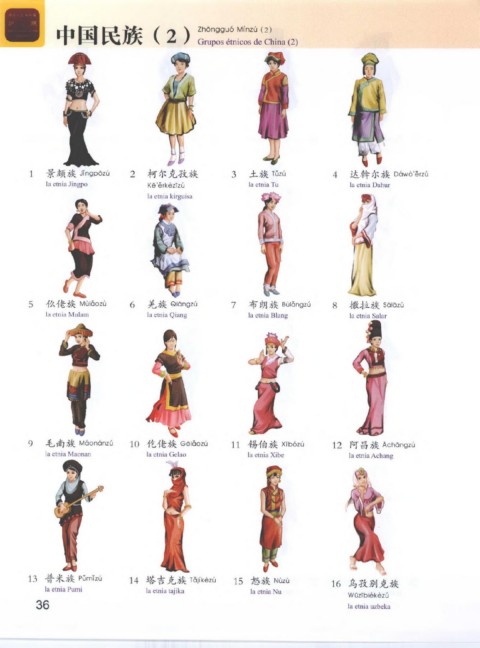 中国民族（2） Zhōngguó Mínzú (2)
Grupos étnicos de China (2)
1 景颇族 Jǐngpōzú
la etnia Jingpo
2 柯尔克孜族
Kē'ěrkèzīzú
la etnia kirguisa
3 土族 Tǔzú
la etnia Tu
4 达斡尔族 Dáwò'ěrzú
la etnia Dahur
5 仫佬族 Mùlǎozú
la etnia Mulam
6 羌族 Qiāngzú
la etnia Qiang
7 布朗族 Bùlǎngzú
la etnia Blang
8 撒拉族 Sālāzú
la etnia Salar
9 毛南族 Máonánzú
la etnia Maonan
10 仡佬族 Gēlǎozú
la etnia Gelao
11 锡伯族 Xībózú
la etnia Xibe
12 阿昌族 Āchāngzú
la etnia Achang
13 普米族 Pǔmǐzú
la etnia Pumi
14 塔吉克族 Tǎjíkèzú
la etnia tajika
15 怒族 Nùzú
la etnia Nu
16 乌孜别克族
Wūzībiékèzú
la etnia uzbeka
36